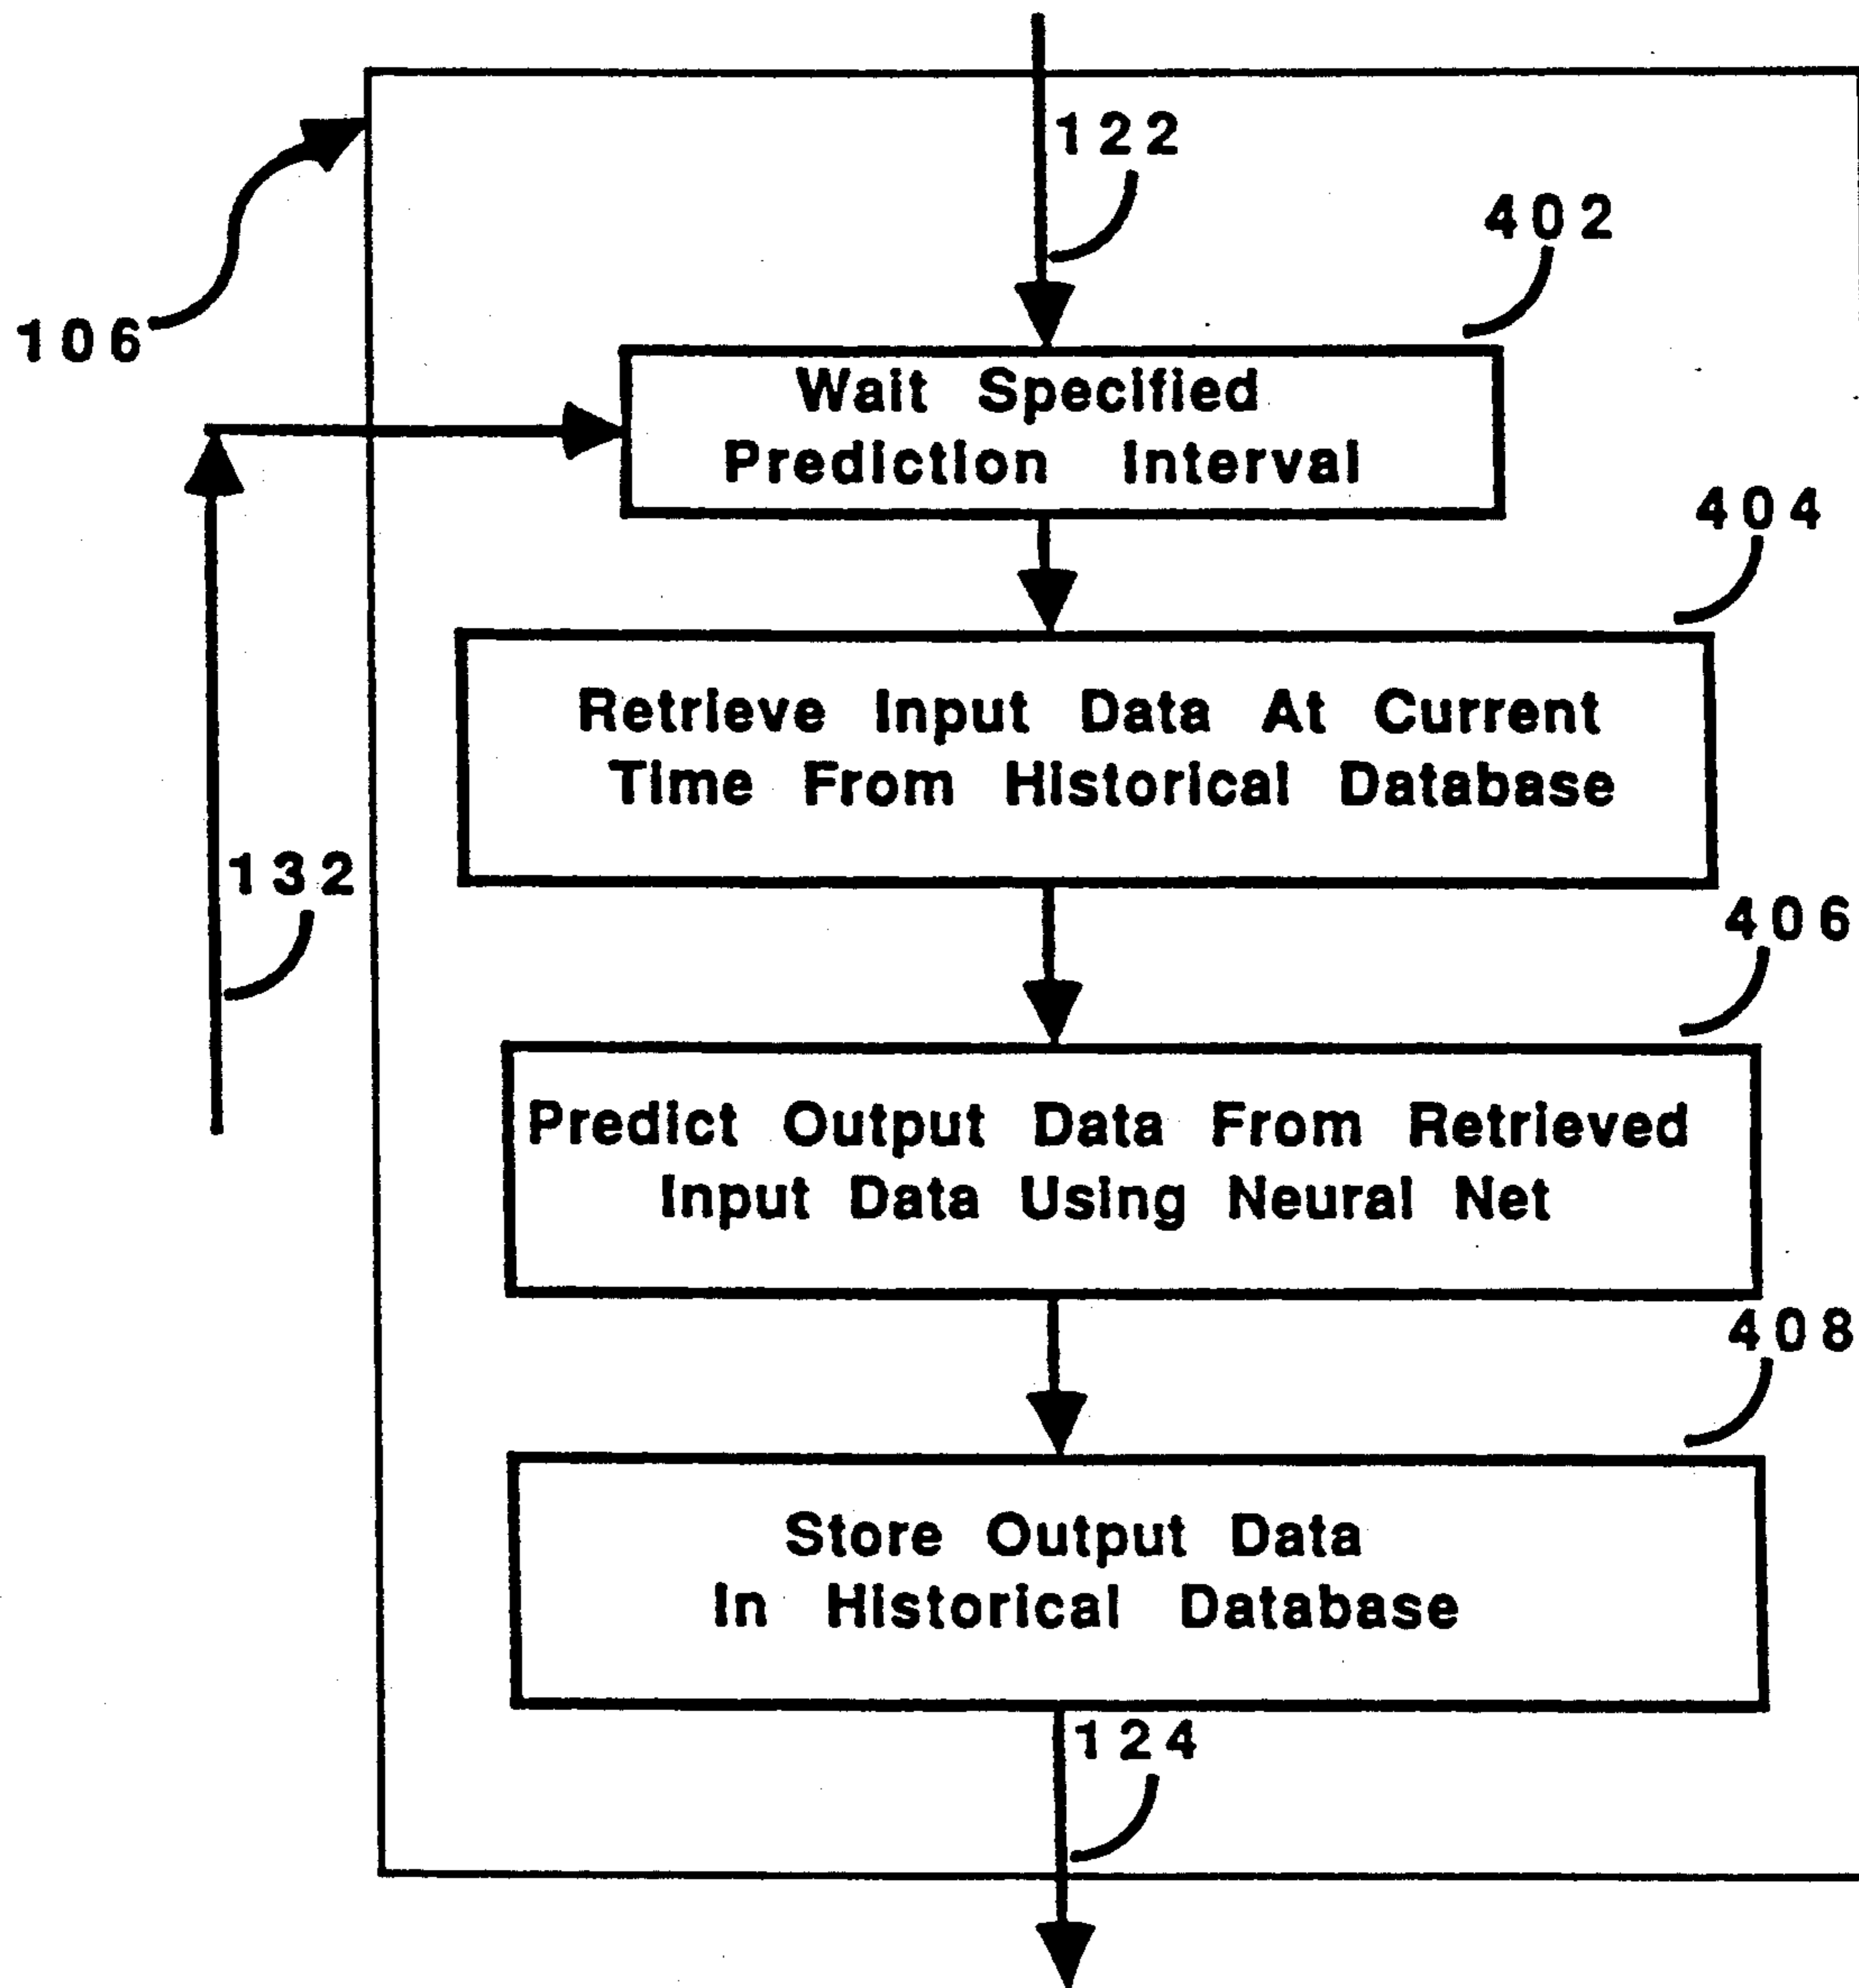 122
402
106
Wait Specified
Prediction Interval
404
Retrieve Input Data At Current
Time From Historical Database
132
406
Predict Output Data From Retrieved
Input Data Using Neural Net
408
Store Output Data
In Historical Database
124